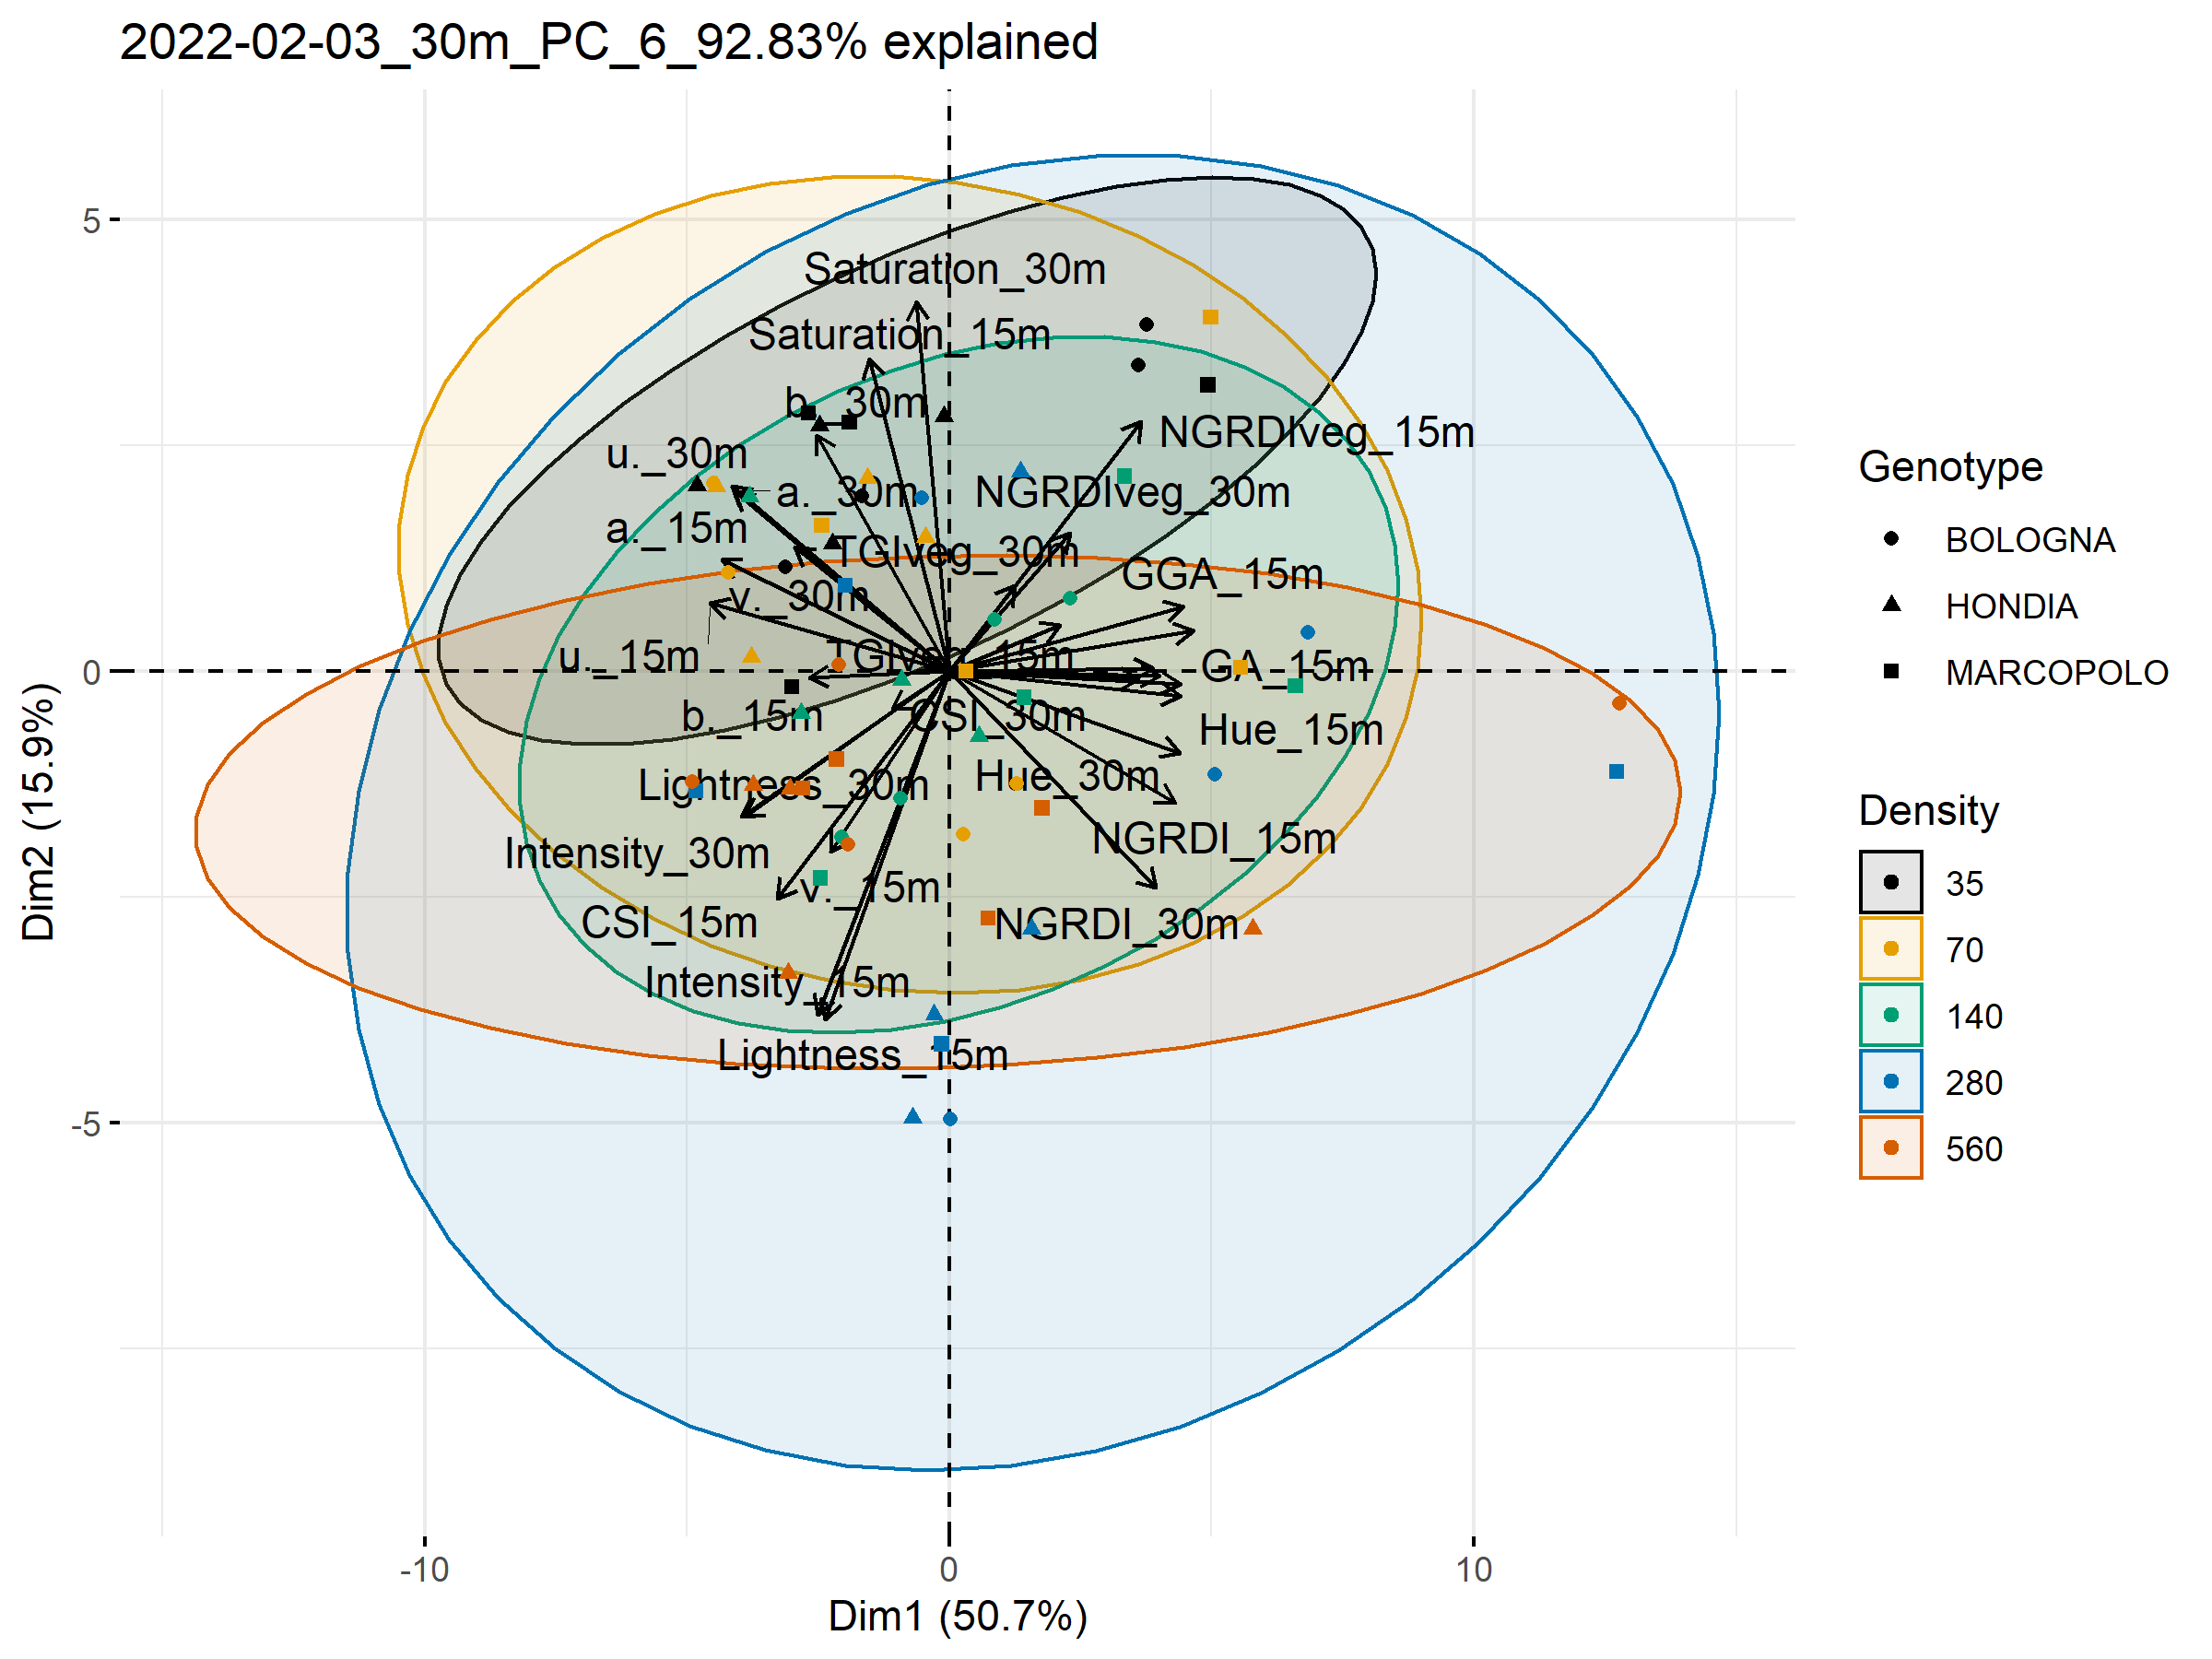 2022-02-03_30m_PC_6_92.83% explained
Dim2 (15.9%)
5
0
-5
Saturation_30m
Saturation_15m
b._30m
NGRDIveg_15m
u._30m
a._30m
NGRDIveg_30m
a._15m
TGIveg_30m
GGA_15m
v._30m
u._15m
TGIveg_15m
GA_15m
b._15m
CSI_30m
Hue_15m
Lightness_30m
Hue_30m
Intensity_30m
NGRDI_15m
v._15m
CSI_15m
NGRDI_30m
Intensity_15m
Lightness_15m
-10
0
10
Dim1 (50.7%)
Genotype
BOLOGNA
HONDIA
MARCOPOLO
Density
35
70
140
280
560